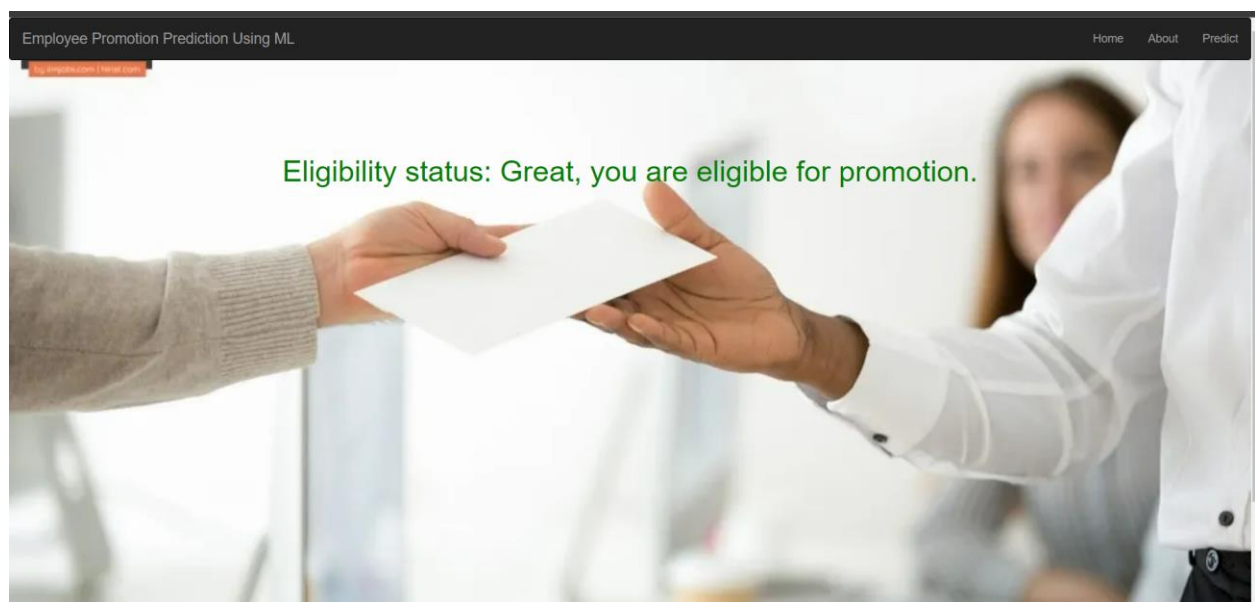 Employee Promotion Prediction Using ML
Home About Predict
Eligibility status: Great, you are eligible for promotion.